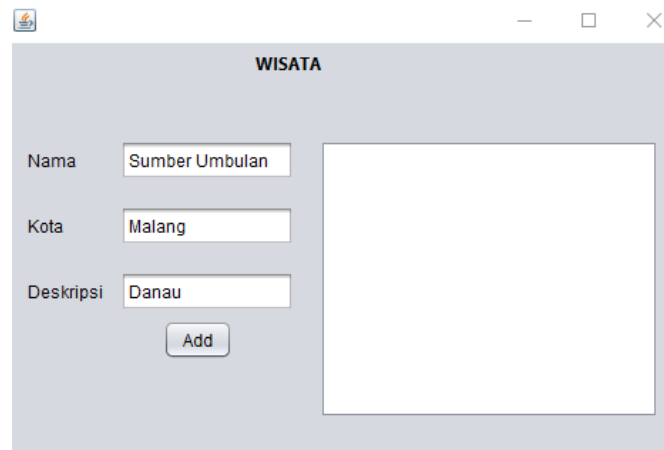 WISATA
Nama Sumber Umbulan
Kota Malang
Deskripsi Danau
Add